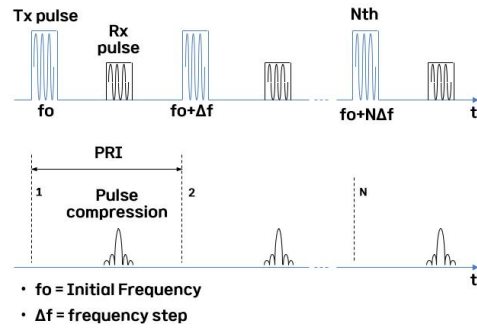 Tx pulse
Rx pulse
Nth
fo
fo+Δf
fo+NΔf
t
PRI
1
2
N
Pulse compression
t
• fo = Initial Frequency
• Δf = frequency step